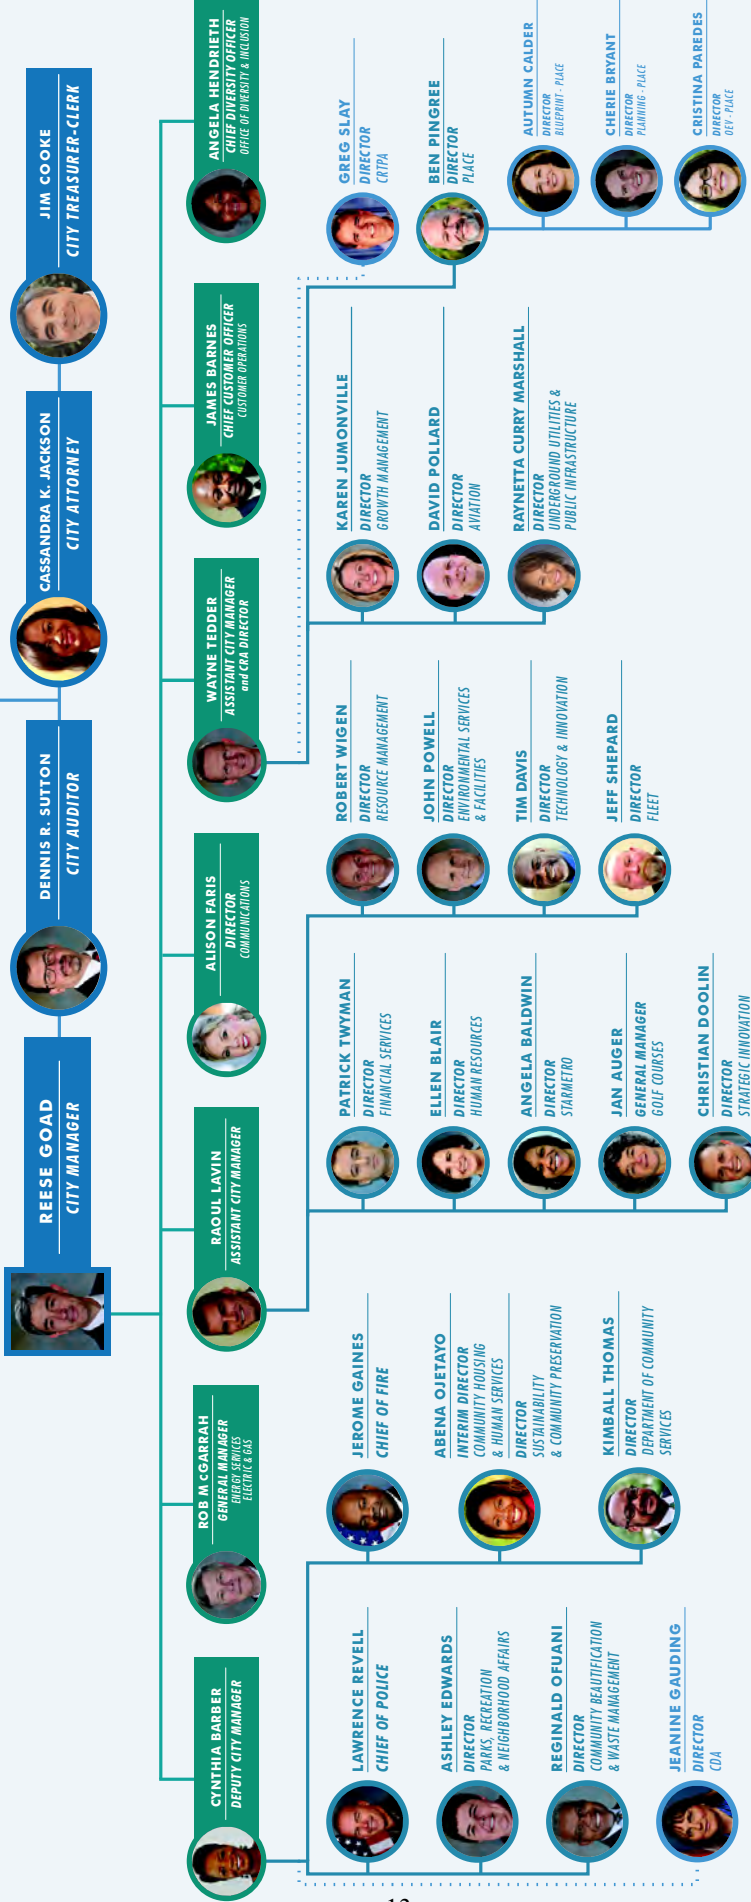 REESE GOAD
CITY MANAGER
DENNIS R. SUTTON
CITY AUDITOR
CASSANDRA K. JACKSON
CITY ATTORNEY
JIM COOKE
CITY TREASURER-CLERK
CYNTHIA BARBER
DEPUTY CITY MANAGER
ROB McGARRAH
GENERAL MANAGER
ENERGY SERVICES
ELECTRIC & GAS
RAOUL LAVIN
ASSISTANT CITY MANAGER
ALISON FARIS
DIRECTOR
COMMUNICATIONS
WAYNE TEDDER
ASSISTANT CITY MANAGER
and CRA DIRECTOR
JAMES BARNES
CHIEF CUSTOMER OFFICER
CUSTOMER OPERATIONS
ANGELA HENDRIETH
CHIEF DIVERSITY OFFICER
OFFICE OF DIVERSITY & INCLUSION
LAWRENCE REVELL
CHIEF OF POLICE
ASHLEY EDWARDS
DIRECTOR
PARKS, RECREATION
& NEIGHBORHOOD AFFAIRS
REGINALD OFUANI
DIRECTOR
COMMUNITY BEAUTIFICATION
& WASTE MANAGEMENT
JEANINE GAUDING
DIRECTOR
CDA
JEROME GAINES
CHIEF OF FIRE
ABENA OJETAYO
INTERIM DIRECTOR
COMMUNITY HOUSING
& HUMAN SERVICES
DIRECTOR
SUSTAINABILITY
& COMMUNITY PRESERVATION
KIMBALL THOMAS
DIRECTOR
DEPARTMENT OF COMMUNITY
SERVICES
PATRICK TWYMAN
DIRECTOR
FINANCIAL SERVICES
ELLEN BLAIR
DIRECTOR
HUMAN RESOURCES
ANGELA BALDWIN
DIRECTOR
STARMETRO
JAN AUGER
GENERAL MANAGER
GOLF COURSES
CHRISTIAN DOOLIN
DIRECTOR
STRATEGIC INNOVATION
ROBERT WIGEN
DIRECTOR
RESOURCE MANAGEMENT
JOHN POWELL
DIRECTOR
ENVIRONMENTAL SERVICES
& FACILITIES
TIM DAVIS
DIRECTOR
TECHNOLOGY & INNOVATION
JEFF SHEPARD
DIRECTOR
FLEET
KAREN JUMONVILLE
DIRECTOR
GROWTH MANAGEMENT
DAVID POLLARD
DIRECTOR
AVIATION
RAYNETTA CURRY MARSHALL
DIRECTOR
UNDERGROUND UTILITIES &
PUBLIC INFRASTRUCTURE
GREG SLAY
DIRECTOR
CRTPA
BEN PINGREE
DIRECTOR
PLACE
AUTUMN CALDER
DIRECTOR
BLUEPRINT - PLACE
CHERIE BRYANT
DIRECTOR
PLANNING - PLACE
CRISTINA PAREDES
DIRECTOR
OEV - PLACE